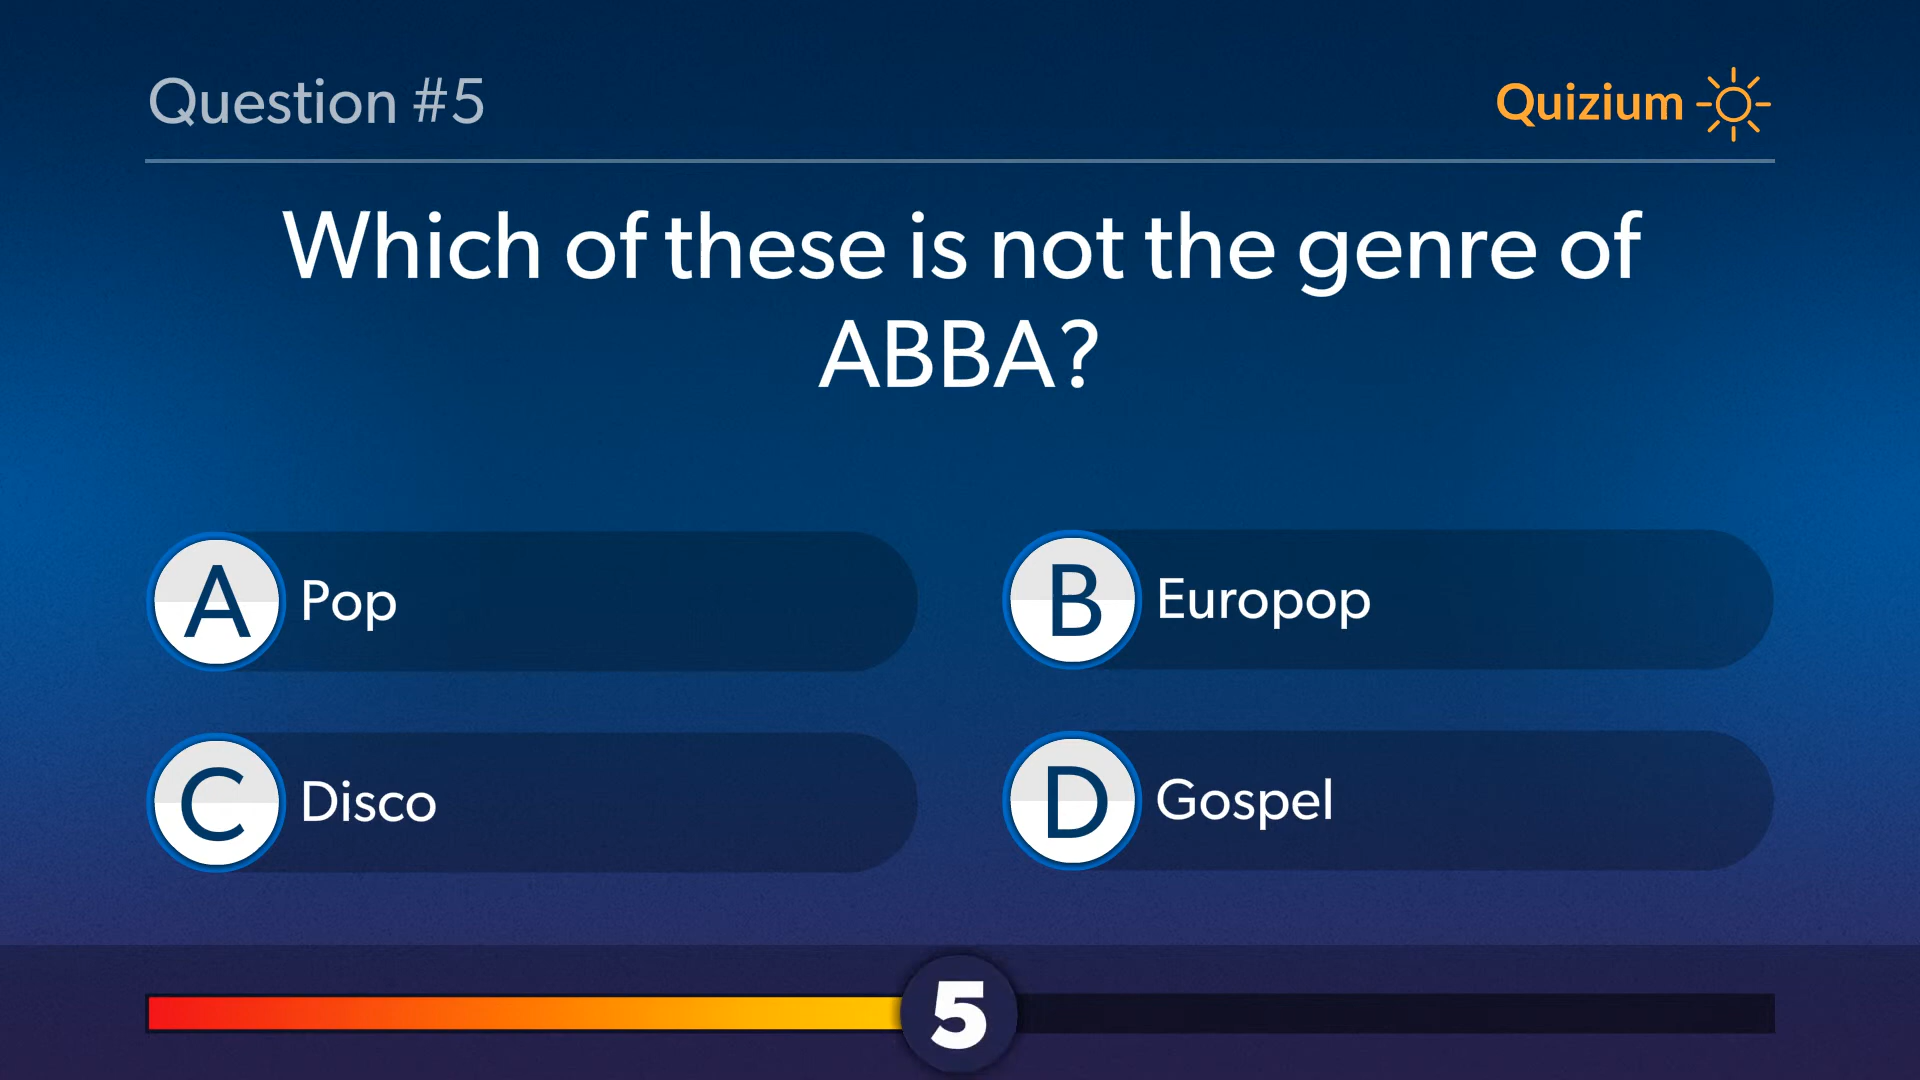 Question #5
Quizium
Which of these is not the genre of
ABBA?
A Pop
B Europop
C Disco
D Gospel
5